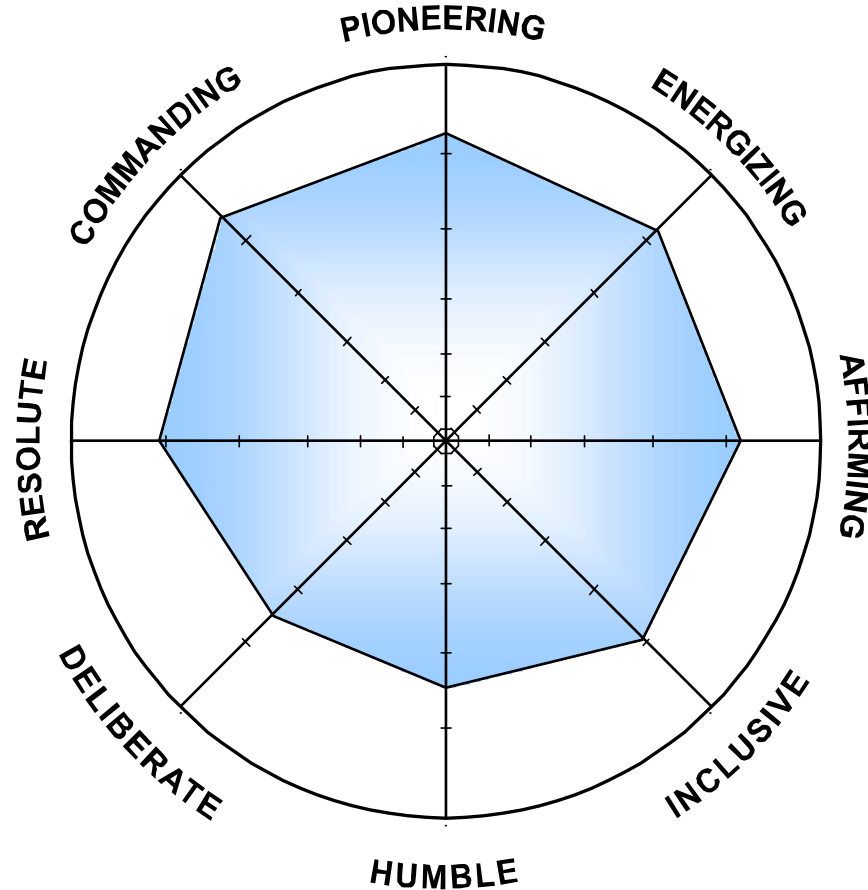 PIONEERING
ENERGIZING
AFFIRMING
INCLUSIVE
HUMBLE
DELIBERATE
RESOLUTE
COMMANDING